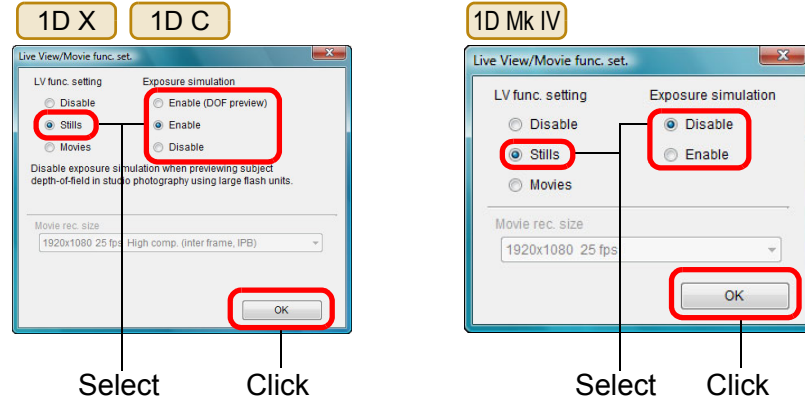 1D X 1D C
Live View/Movie func. set.
LV func. setting Exposure simulation
Disable Enable (DOF preview)
Stills Enable
Movies Disable
Disable exposure simulation when previewing subject
depth-of-field in studio photography using large flash units.
Movie rec. size
1920x1080 25 fps High comp. (inter frame, IPB)
OK
Select Click
1D Mk IV
Live View/Movie func. set.
LV func. setting Exposure simulation
Disable Disable
Stills Enable
Movies
Movie rec. size
1920x1080 25 fps
OK
Select Click